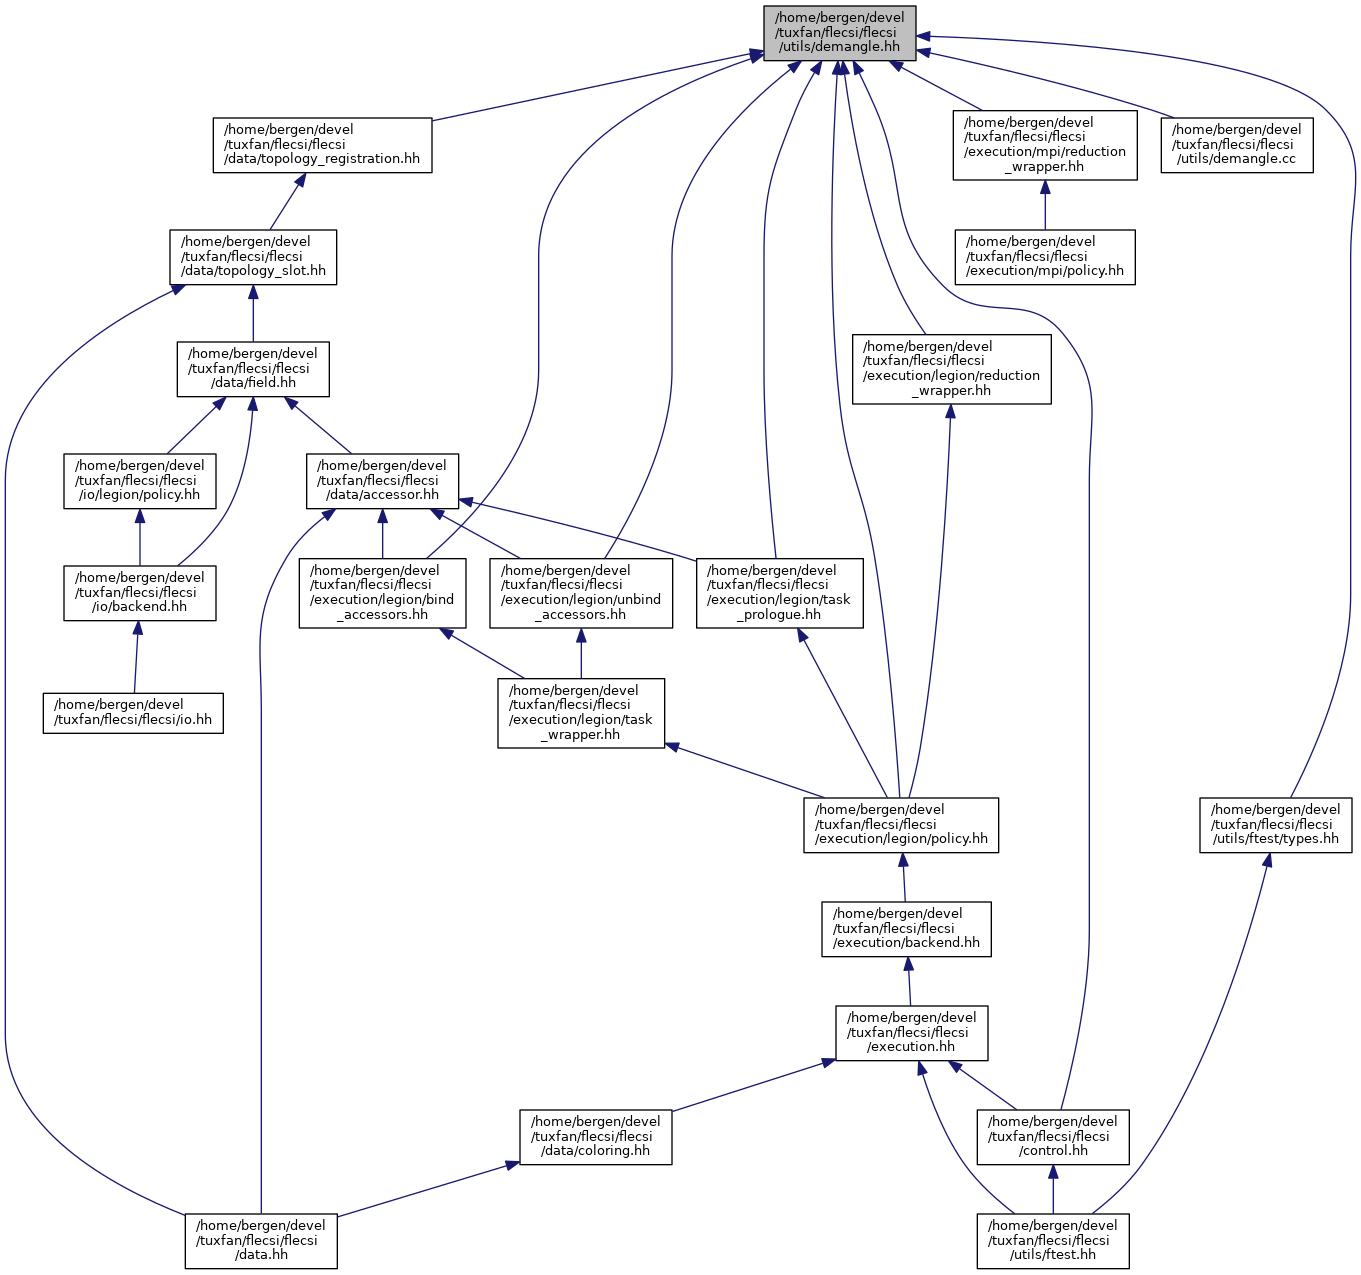 /home/bergen/devel
/tuxfan/flecsi/flecsi
/utils/demangle.hh
/home/bergen/devel
/tuxfan/flecsi/flecsi
/data/topology_registration.hh
/home/bergen/devel
/tuxfan/flecsi/flecsi
/execution/mpi/reduction
_wrapper.hh
/home/bergen/devel
/tuxfan/flecsi/flecsi
/utils/demangle.cc
/home/bergen/devel
/tuxfan/flecsi/flecsi
/data/topology_slot.hh
/home/bergen/devel
/tuxfan/flecsi/flecsi
/execution/mpi/policy.hh
/home/bergen/devel
/tuxfan/flecsi/flecsi
/data/field.hh
/home/bergen/devel
/tuxfan/flecsi/flecsi
/execution/legion/reduction
_wrapper.hh
/home/bergen/devel
/tuxfan/flecsi/flecsi
/io/legion/policy.hh
/home/bergen/devel
/tuxfan/flecsi/flecsi
/data/accessor.hh
/home/bergen/devel
/tuxfan/flecsi/flecsi
/io/backend.hh
/home/bergen/devel
/tuxfan/flecsi/flecsi
/execution/legion/bind
_accessors.hh
/home/bergen/devel
/tuxfan/flecsi/flecsi
/execution/legion/unbind
_accessors.hh
/home/bergen/devel
/tuxfan/flecsi/flecsi
/execution/legion/task
_prologue.hh
/home/bergen/devel
/tuxfan/flecsi/flecsi/io.hh
/home/bergen/devel
/tuxfan/flecsi/flecsi
/execution/legion/task
_wrapper.hh
/home/bergen/devel
/tuxfan/flecsi/flecsi
/execution/legion/policy.hh
/home/bergen/devel
/tuxfan/flecsi/flecsi
/utils/ftest/types.hh
/home/bergen/devel
/tuxfan/flecsi/flecsi
/execution/backend.hh
/home/bergen/devel
/tuxfan/flecsi/flecsi
/execution.hh
/home/bergen/devel
/tuxfan/flecsi/flecsi
/data/coloring.hh
/home/bergen/devel
/tuxfan/flecsi/flecsi
/control.hh
/home/bergen/devel
/tuxfan/flecsi/flecsi
/data.hh
/home/bergen/devel
/tuxfan/flecsi/flecsi
/utils/ftest.hh